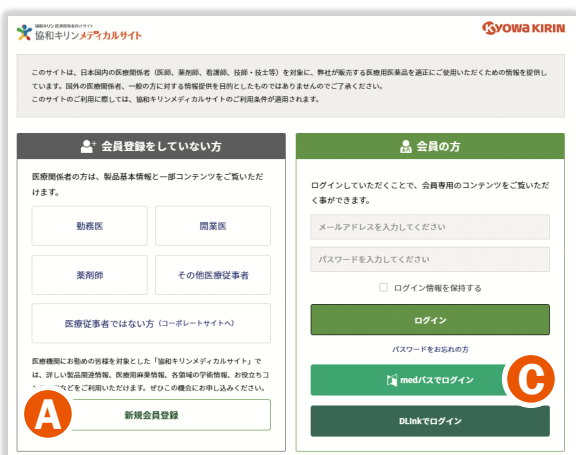 協和キリン 医療関係者向けサイト
協和キリンメディカルサイト
Kyowa KIRIN
このサイトは、日本国内の医療関係者（医師、薬剤師、看護師、技師・技士等）を対象に、弊社が販売する医療用医薬品を適正にご使用いただくための情報を提供し
ています。国外の医療関係者、一般の方に対する情報提供を目的としたものではありませんのでご了承ください。
このサイトのご利用に際しては、協和キリンメディカルサイトのご利用条件が適用されます。
会員登録をしていない方
医療関係者の方は、製品基本情報と一部コンテンツをご覧いただ
けます。
勤務医
開業医
薬剤師
その他医療従事者
医療従事者ではない方（コーポレートサイトへ）
医療機関にお勤めの皆様を対象とした「協和キリンメディカルサイト」で
は、詳しい製品関連情報、医療用麻薬情報、各領域の学術情報、お役立ちコ
などをご利用いただけます。ぜひこの機会にお申し込みください。
A
新規会員登録
会員の方
ログインしていただくことで、会員専用のコンテンツをご覧いただ
く事ができます。
メールアドレスを入力してください
パスワードを入力してください
ログイン情報を保持する
ログイン
パスワードをお忘れの方
medパスでログイン
C
DLinkでログイン